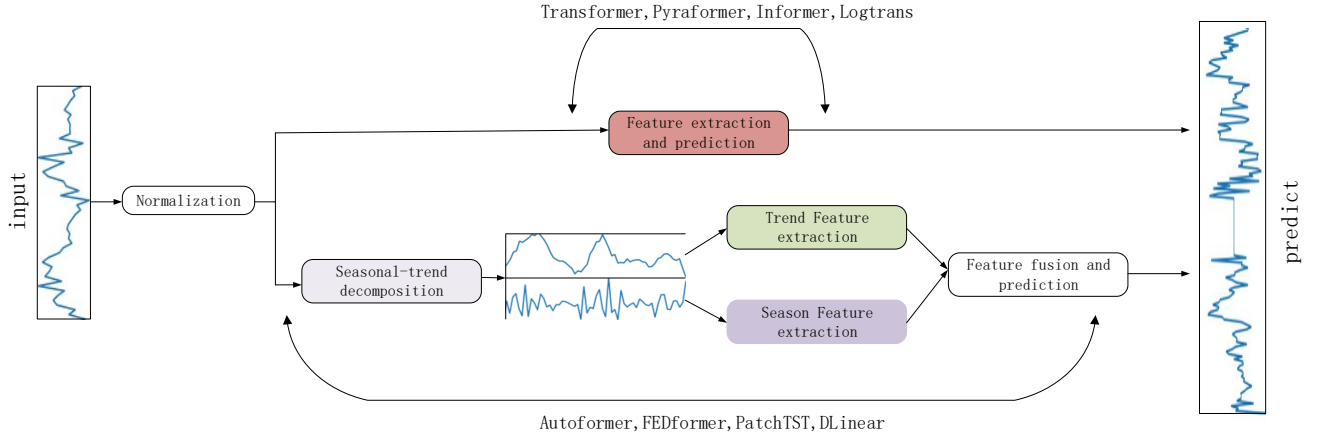 Transformer,Pyraformer,Informer,Logtrans
input
Normalization
Feature extraction
and prediction
Seasonal-trend
decomposition
Trend Feature
extraction
Season Feature
extraction
Feature fusion and
prediction
predict
Autoformer,FEDformer,PatchTST,DLinear